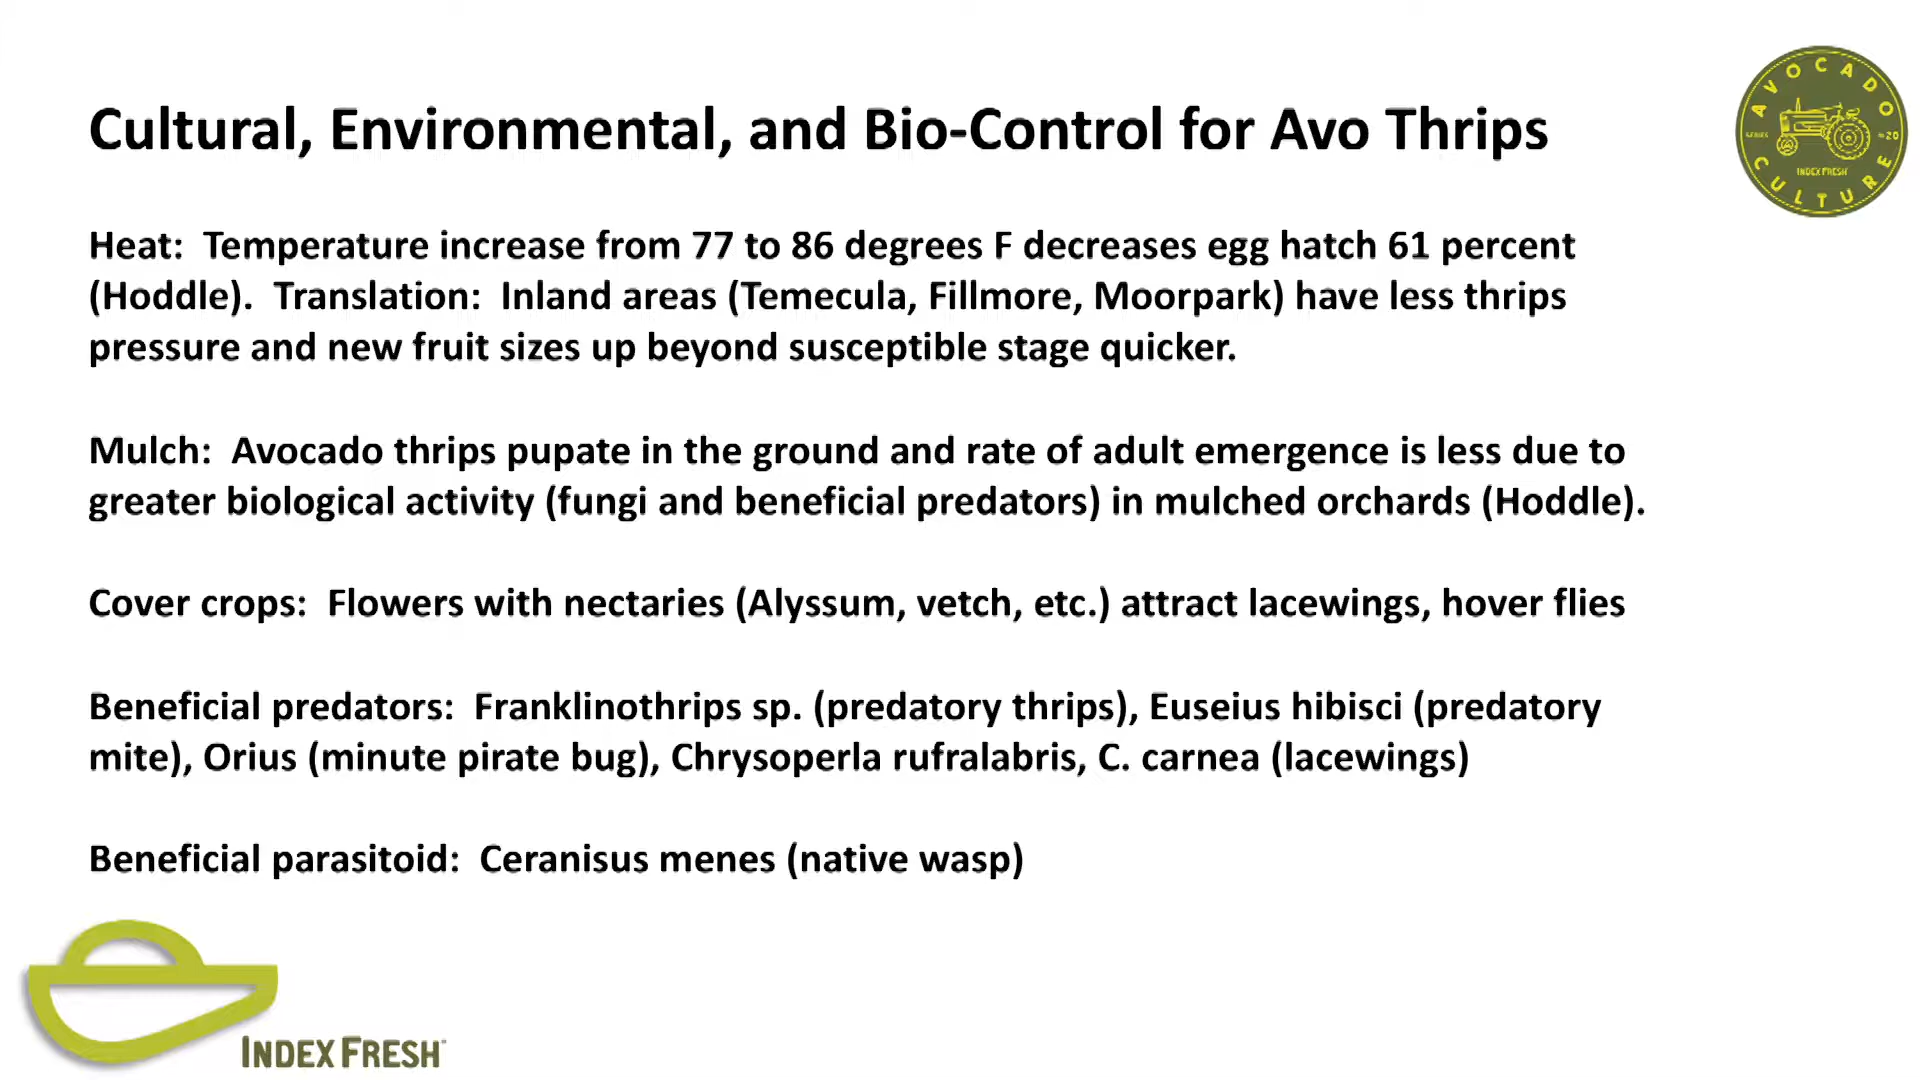 Cultural, Environmental, and Bio-Control for Avo Thrips
AVOCADO
SERIES
INDEX FRESH
CULTURE
Heat:  Temperature increase from 77 to 86 degrees F decreases egg hatch 61 percent
(Hoddle).  Translation:  Inland areas (Temecula, Fillmore, Moorpark) have less thrips
pressure and new fruit sizes up beyond susceptible stage quicker.
Mulch:  Avocado thrips pupate in the ground and rate of adult emergence is less due to
greater biological activity (fungi and beneficial predators) in mulched orchards (Hoddle).
Cover crops:  Flowers with nectaries (Alyssum, vetch, etc.) attract lacewings, hover flies
Beneficial predators:  Franklinothrips sp. (predatory thrips), Euseius hibisci (predatory
mite), Orius (minute pirate bug), Chrysoperla rufralabris, C. carnea (lacewings)
Beneficial parasitoid:  Ceranisus menes (native wasp)
INDEX FRESH